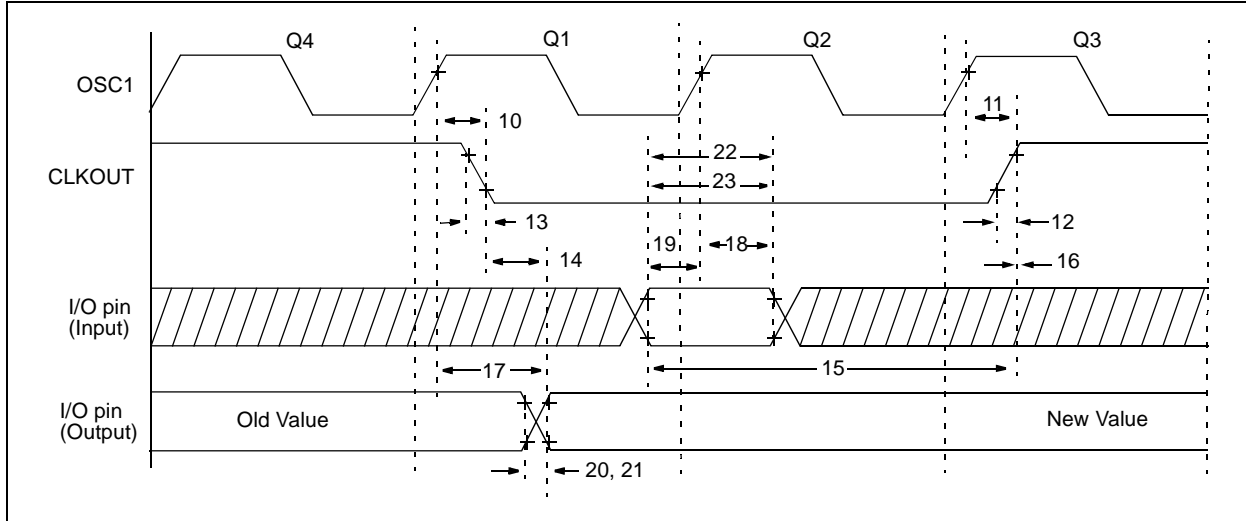 Q4 Q1 Q2 Q3
OSC1
10 11
22
CLKOUT
23
13 12
14 19 18 16
I/O pin
(Input)
17 15
I/O pin
(Output)
Old Value New Value
20, 21